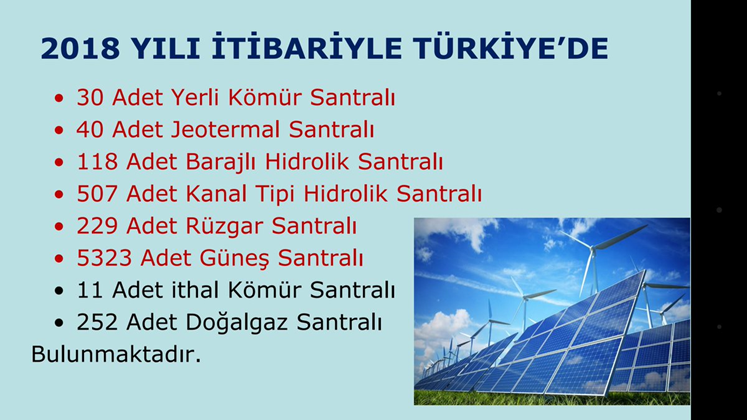 2018 YILI İTİBARİYLE TÜRKİYE’DE
• 30 Adet Yerli Kömür Santralı
• 40 Adet Jeotermal Santralı
• 118 Adet Barajlı Hidrolik Santralı
• 507 Adet Kanal Tipi Hidrolik Santralı
• 229 Adet Rüzgar Santralı
• 5323 Adet Güneş Santralı
• 11 Adet ithal Kömür Santralı
• 252 Adet Doğalgaz Santralı
Bulunmaktadır.